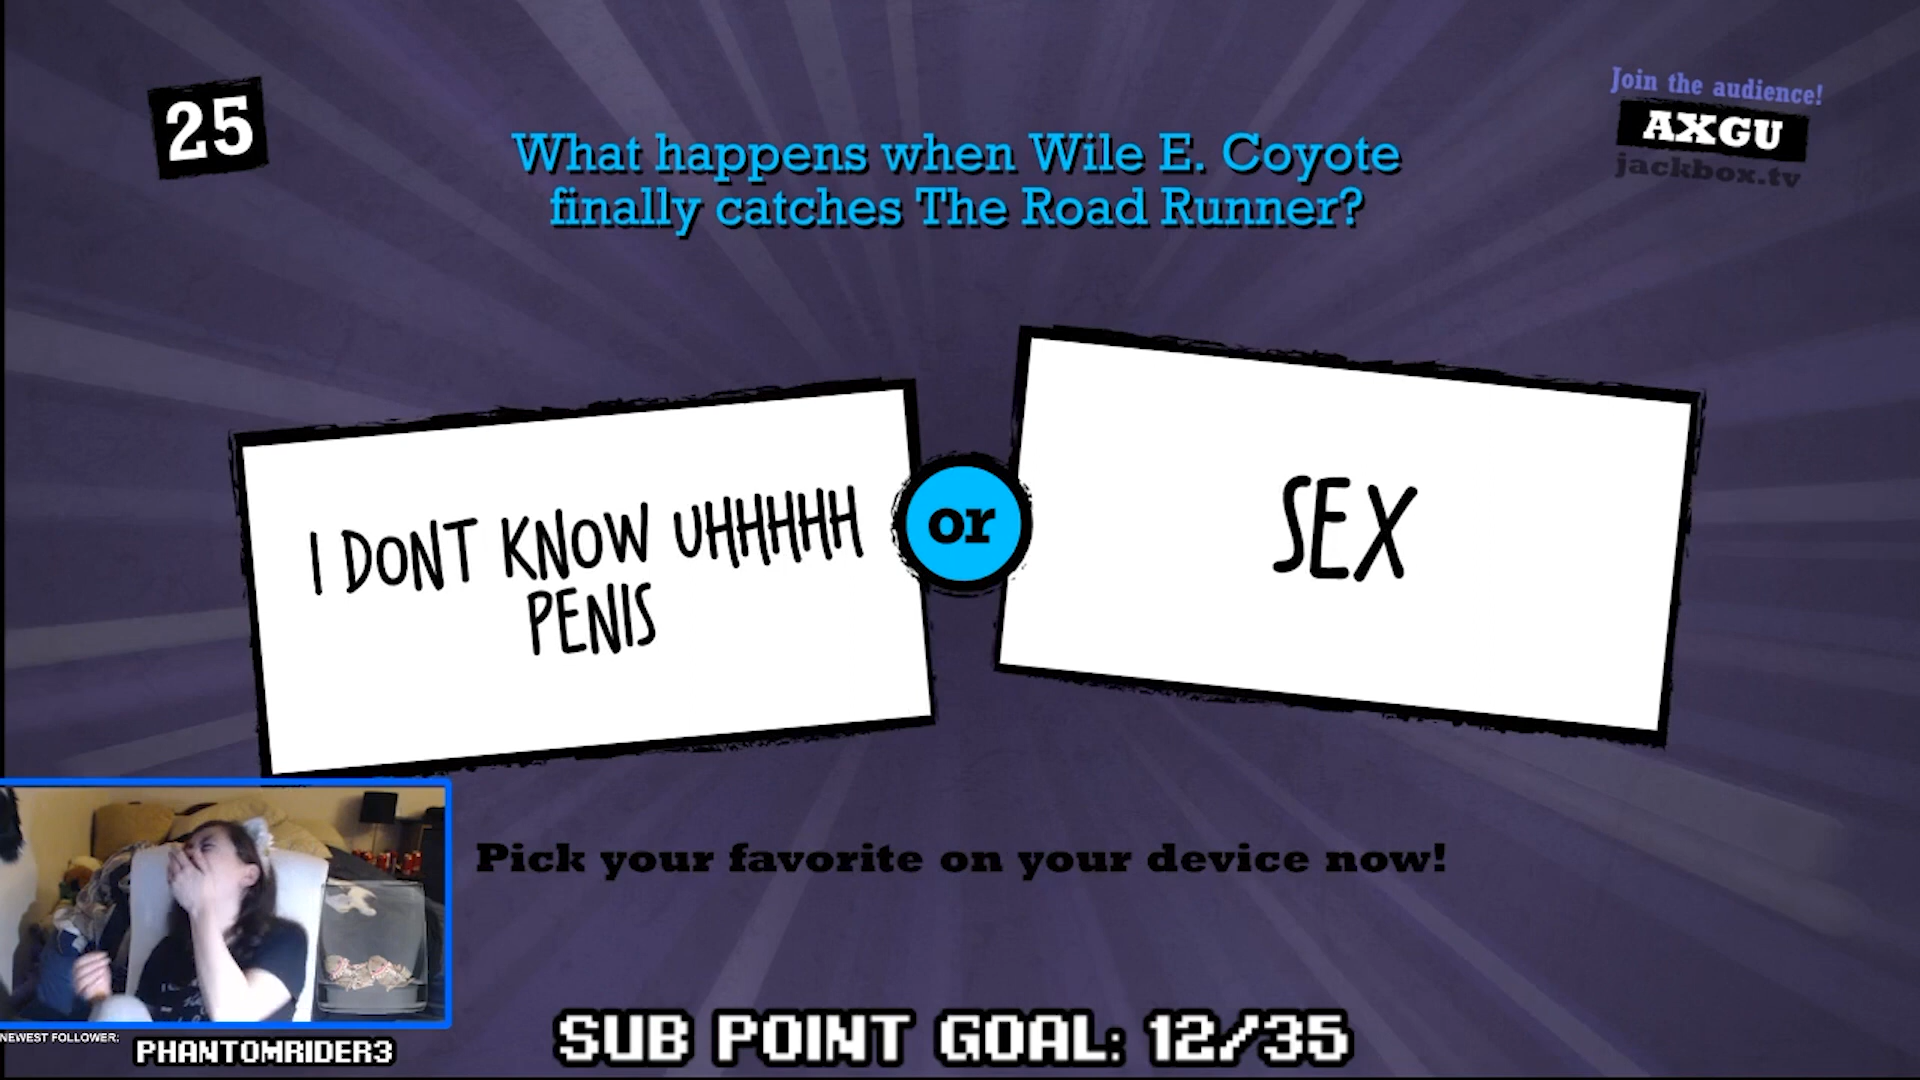 25
Join the audience!
AXGU
jackbox.tv
What happens when Wile E. Coyote
finally catches The Road Runner?
I DONT KNOW UHHHHH
PENIS
or
SEX
Pick your favorite on your device now!
NEWEST FOLLOWER:
PHANTOMRIDER3
SUB POINT GOAL: 12/35